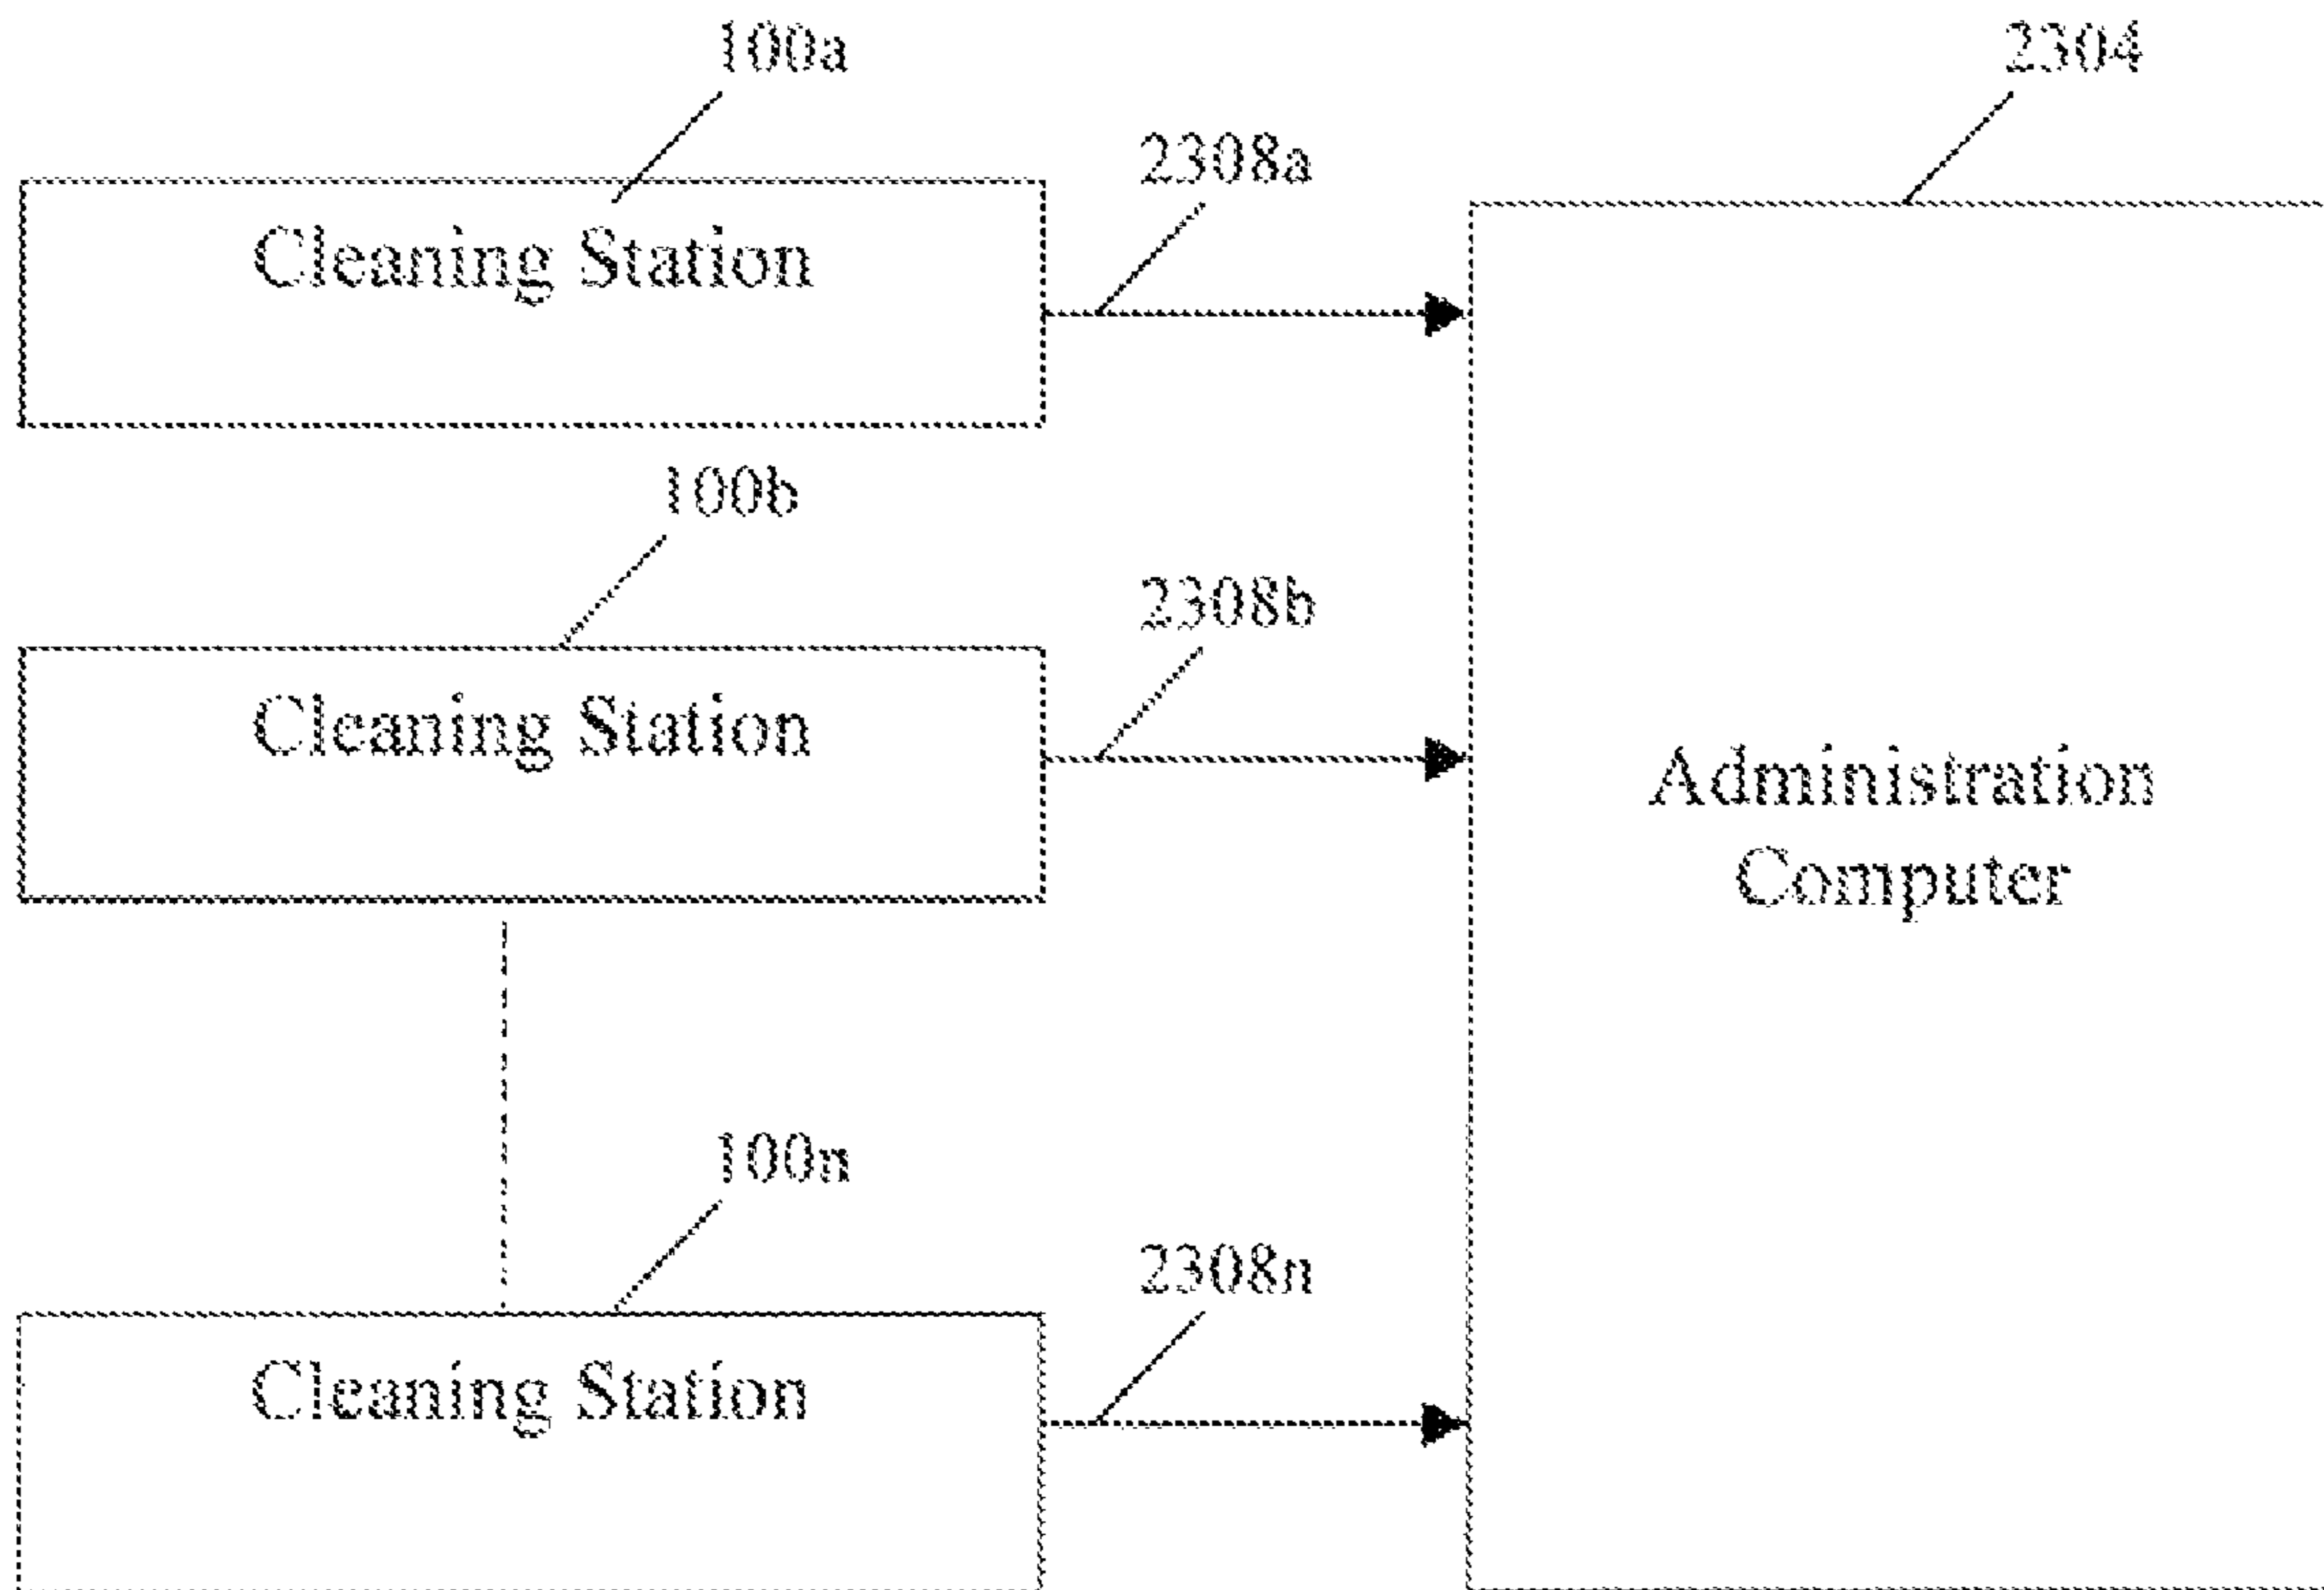 100a
2304
2308a
Cleaning Station
100b
2308b
Cleaning Station
Administration
Computer
100n
2308n
Cleaning Station